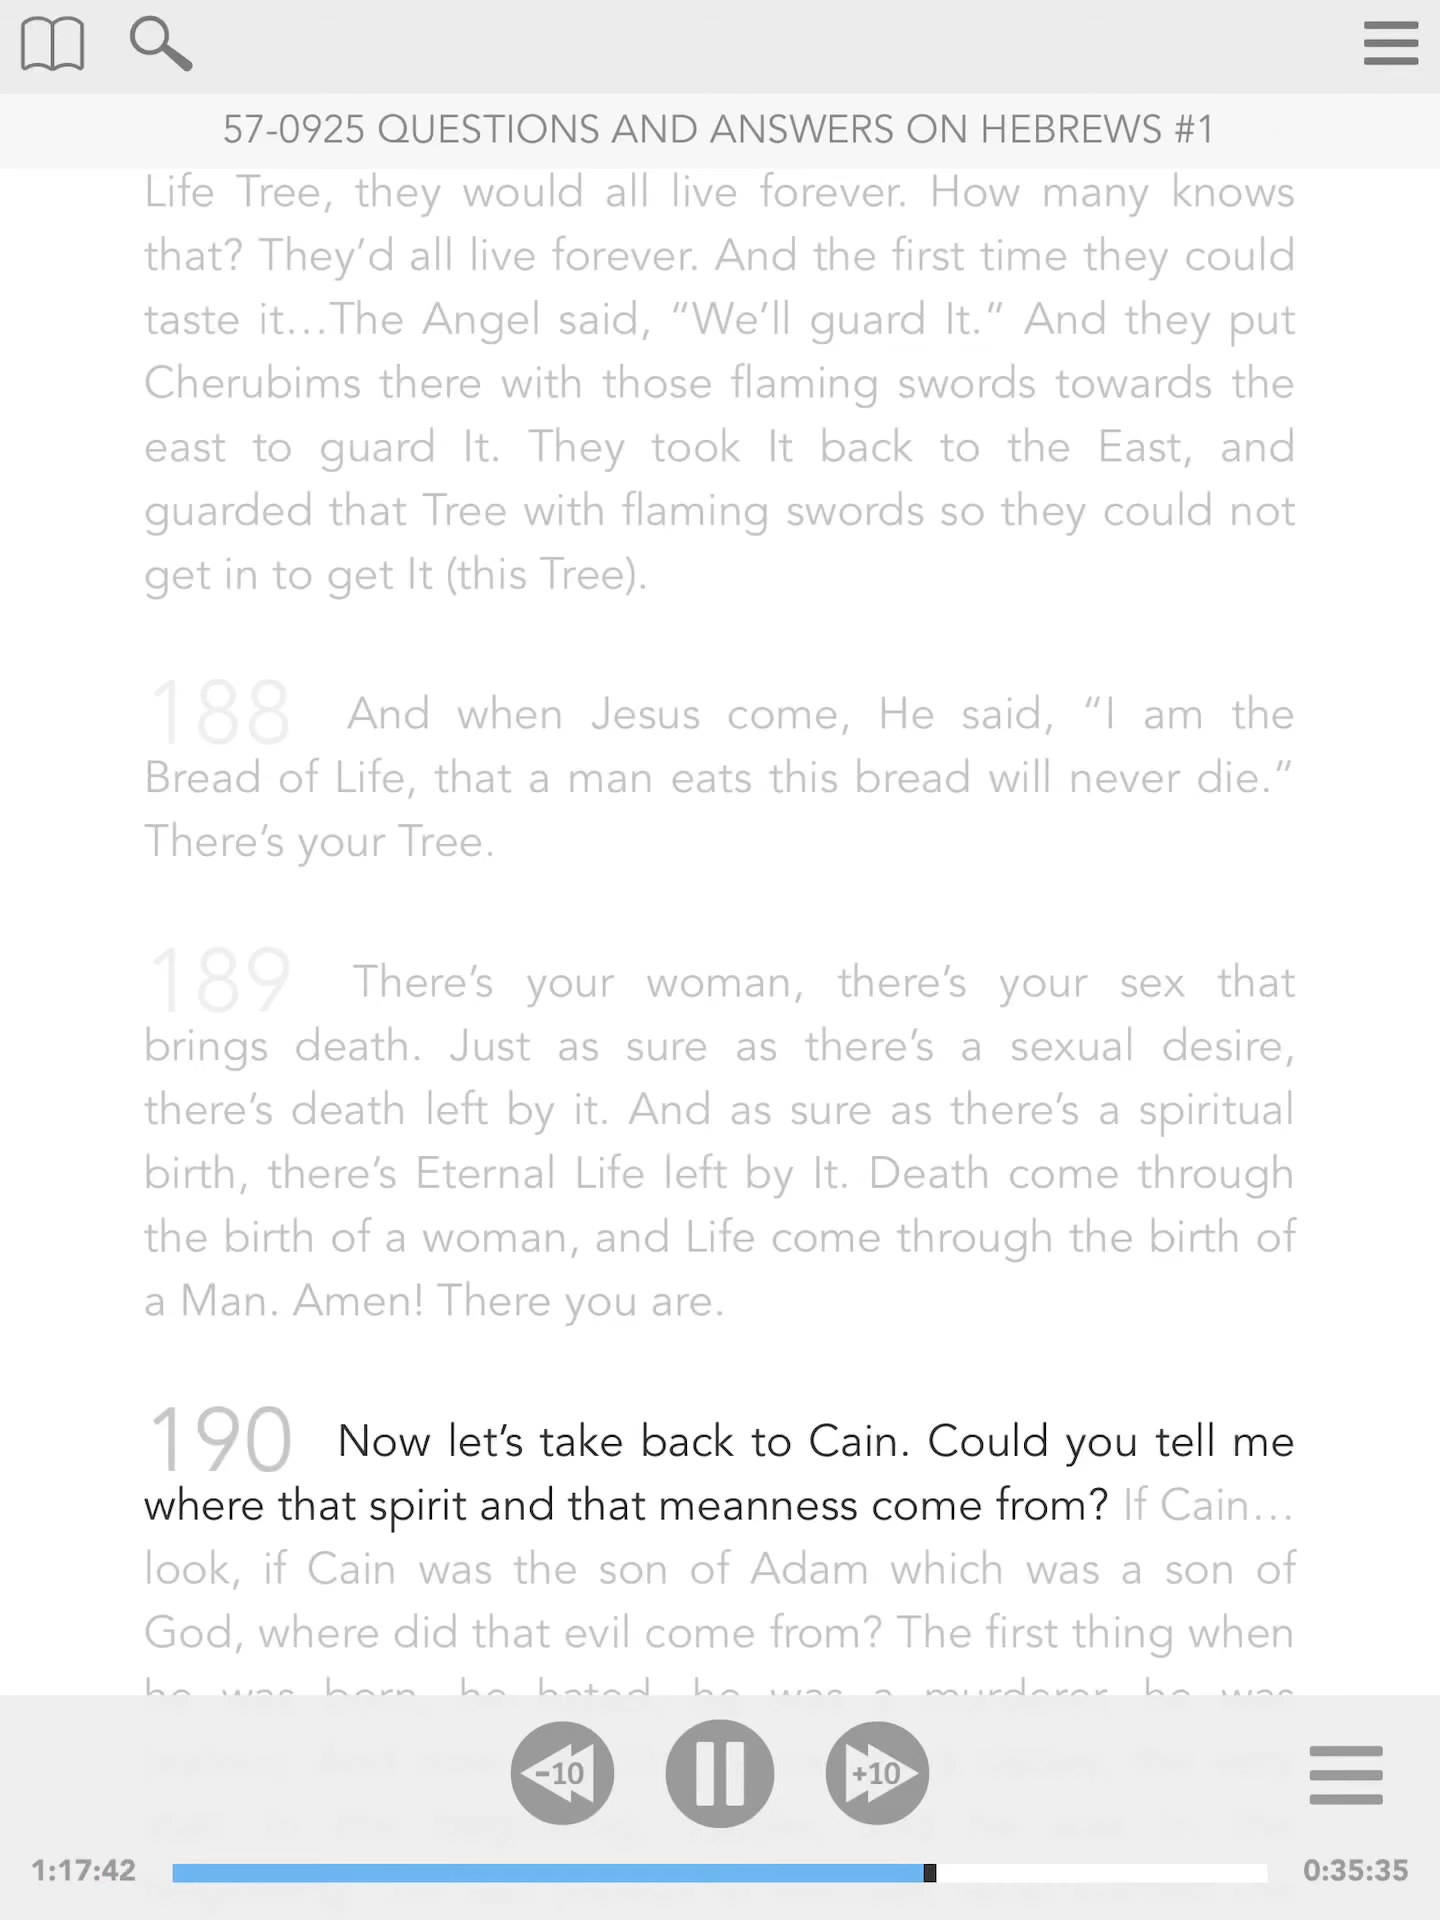 57-0925 QUESTIONS AND ANSWERS ON HEBREWS #1
Life Tree, they would all live forever. How many knows
that? They’d all live forever. And the first time they could
taste it…The Angel said, “We’ll guard It.” And they put
Cherubims there with those flaming swords towards the
east to guard It. They took It back to the East, and
guarded that Tree with flaming swords so they could not
get in to get It (this Tree).
188 And when Jesus come, He said, “I am the
Bread of Life, that a man eats this bread will never die.”
There’s your Tree.
189 There’s your woman, there’s your sex that
brings death. Just as sure as there’s a sexual desire,
there’s death left by it. And as sure as there’s a spiritual
birth, there’s Eternal Life left by It. Death come through
the birth of a woman, and Life come through the birth of
a Man. Amen! There you are.
190 Now let’s take back to Cain. Could you tell me
where that spirit and that meanness come from? If Cain…
look, if Cain was the son of Adam which was a son of
God, where did that evil come from? The first thing when
he was born, he hated, he was a murderer, he was
-10 +10
1:17:42 0:35:35